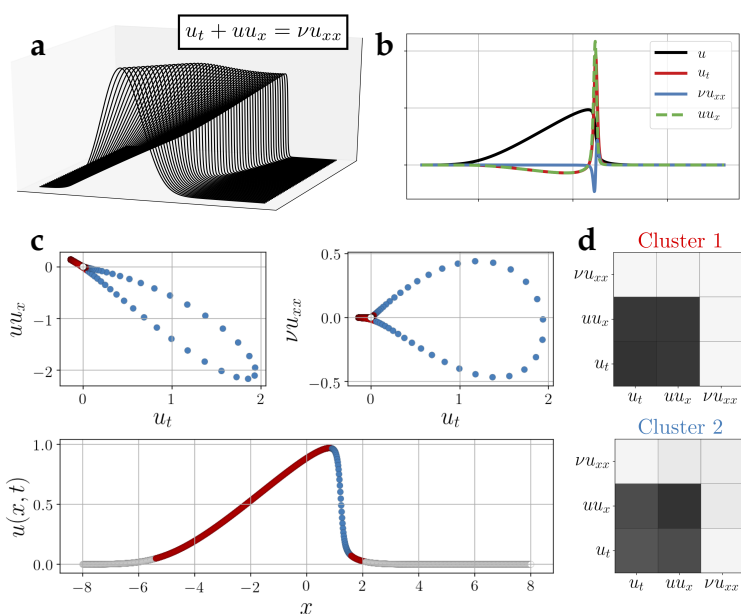 a
u_t + uu_x = νu_xx
b
u
u_t
νu_xx
uu_x
c
0
−1
−2
uu_x
0
1
2
u_t
0.5
0.0
−0.5
νu_xx
0
1
2
u_t
d
Cluster 1
νu_xx
uu_x
u_t
u_t uu_x νu_xx
Cluster 2
νu_xx
uu_x
u_t
u_t uu_x νu_xx
1.0
0.5
0.0
u(x, t)
−8 −6 −4 −2 0 2 4 6 8
x